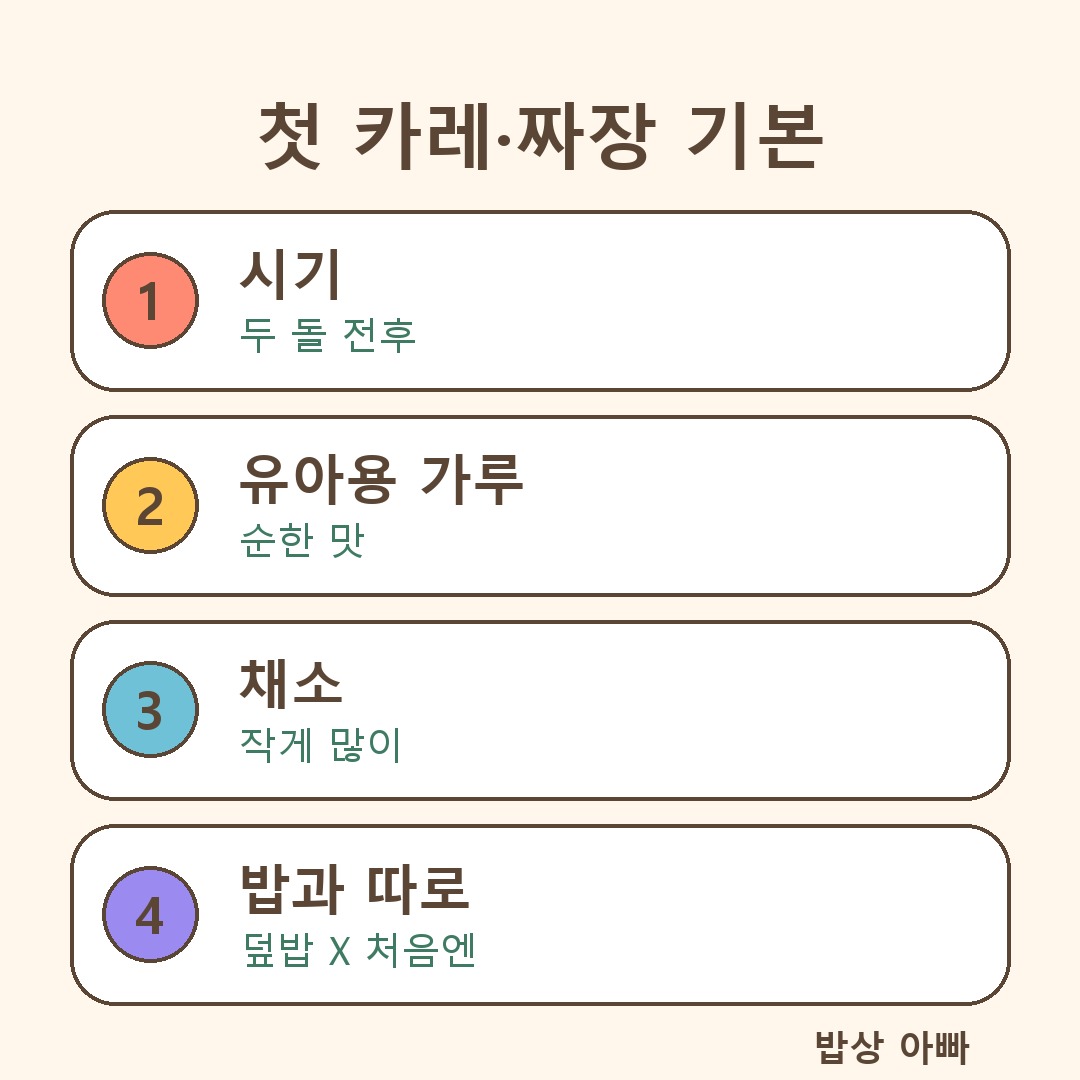 첫 카레·짜장 기본
1
시기
두 돌 전후
2
유아용 가루
순한 맛
3
채소
작게 많이
4
밥과 따로
덮밥 X 처음엔
밥상 아빠